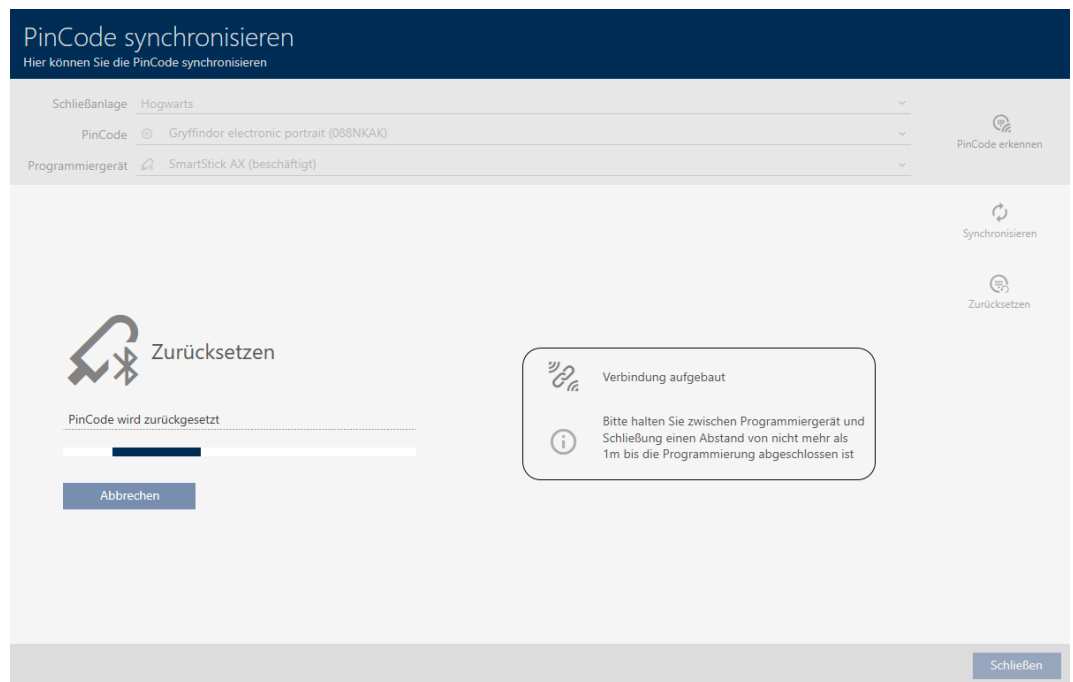 PinCode synchronisieren
Hier können Sie die PinCode synchronisieren
Schließanlage Hogwarts
PinCode Gryffindor electronic portrait (088NKAK)
Programmiergerät SmartStick AX (beschäftigt)
PinCode erkennen
Synchronisieren
Zurücksetzen
Zurücksetzen
PinCode wird zurückgesetzt
Abbrechen
Verbindung aufgebaut
Bitte halten Sie zwischen Programmiergerät und
Schließung einen Abstand von nicht mehr als
1m bis die Programmierung abgeschlossen ist
Schließen